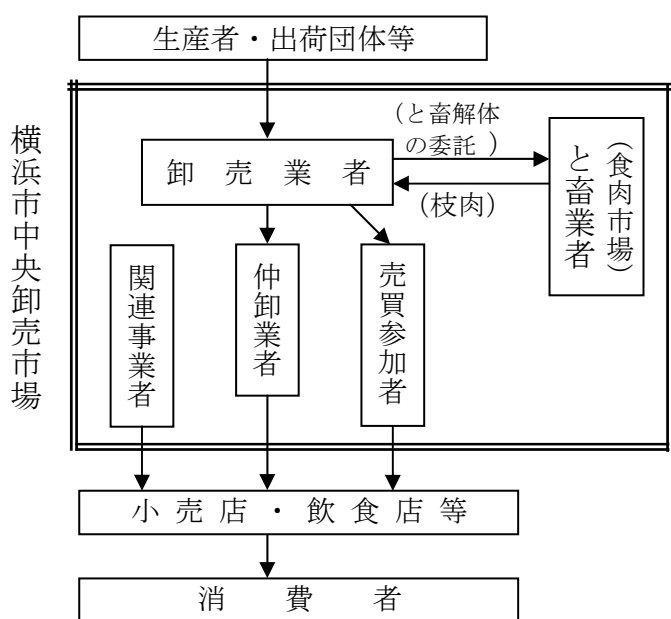 生産者・出荷団体等
横浜市中央卸売市場
（と畜解体
の委託 ）
卸売業者
（枝肉）
（食肉市場）
と畜業者
関連事業者
仲卸業者
売買参加者
小売店・飲食店等
消費者